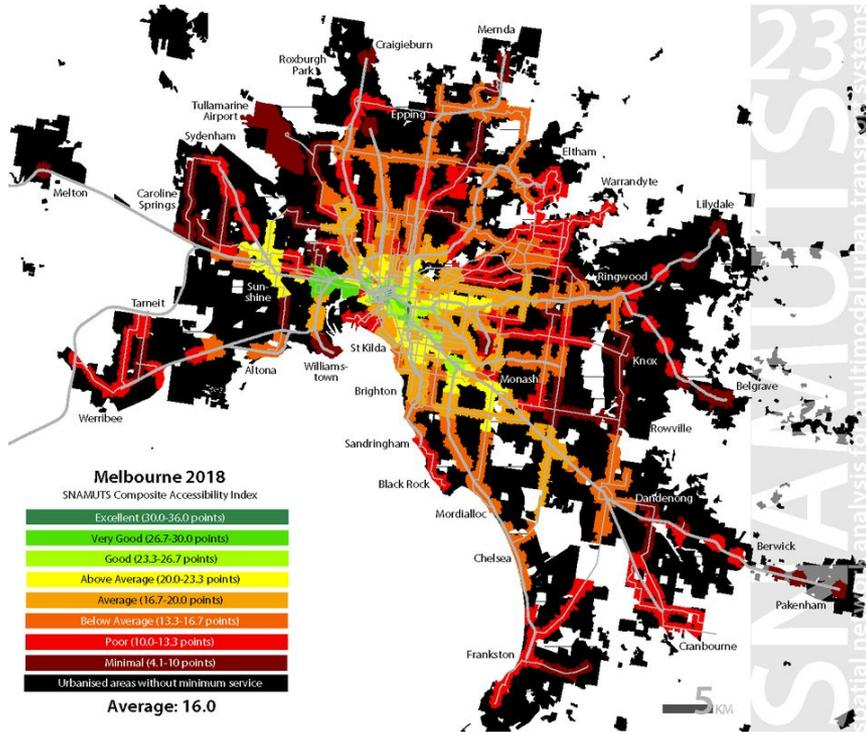 Craigieburn
Mernda
Roxburgh
Park
Tullamarine
Airport
Epping
Sydenham
Eltham
Warrandyte
Melton
Caroline
Springs
Lilydale
Ringwood
Sun-
shine
Tarneit
St Kilda
Altona
Williams-
town
Knox
Monash
Belgrave
Brighton
Werribee
Rowville
Sandringham
Black Rock
Dandenong
Mordialloc
Berwick
Chelsea
Pakenham
Cranbourne
Frankston
Melbourne 2018
SNAMUTS Composite Accessibility Index
Excellent (30.0-36.0 points)
Very Good (26.7-30.0 points)
Good (23.3-26.7 points)
Above Average (20.0-23.3 points)
Average (16.7-20.0 points)
Below Average (13.3-16.7 points)
Poor (10.0-13.3 points)
Minimal (4.1-10 points)
Urbanised areas without minimum service
Average: 16.0
5 KM
23
SNAMUTS